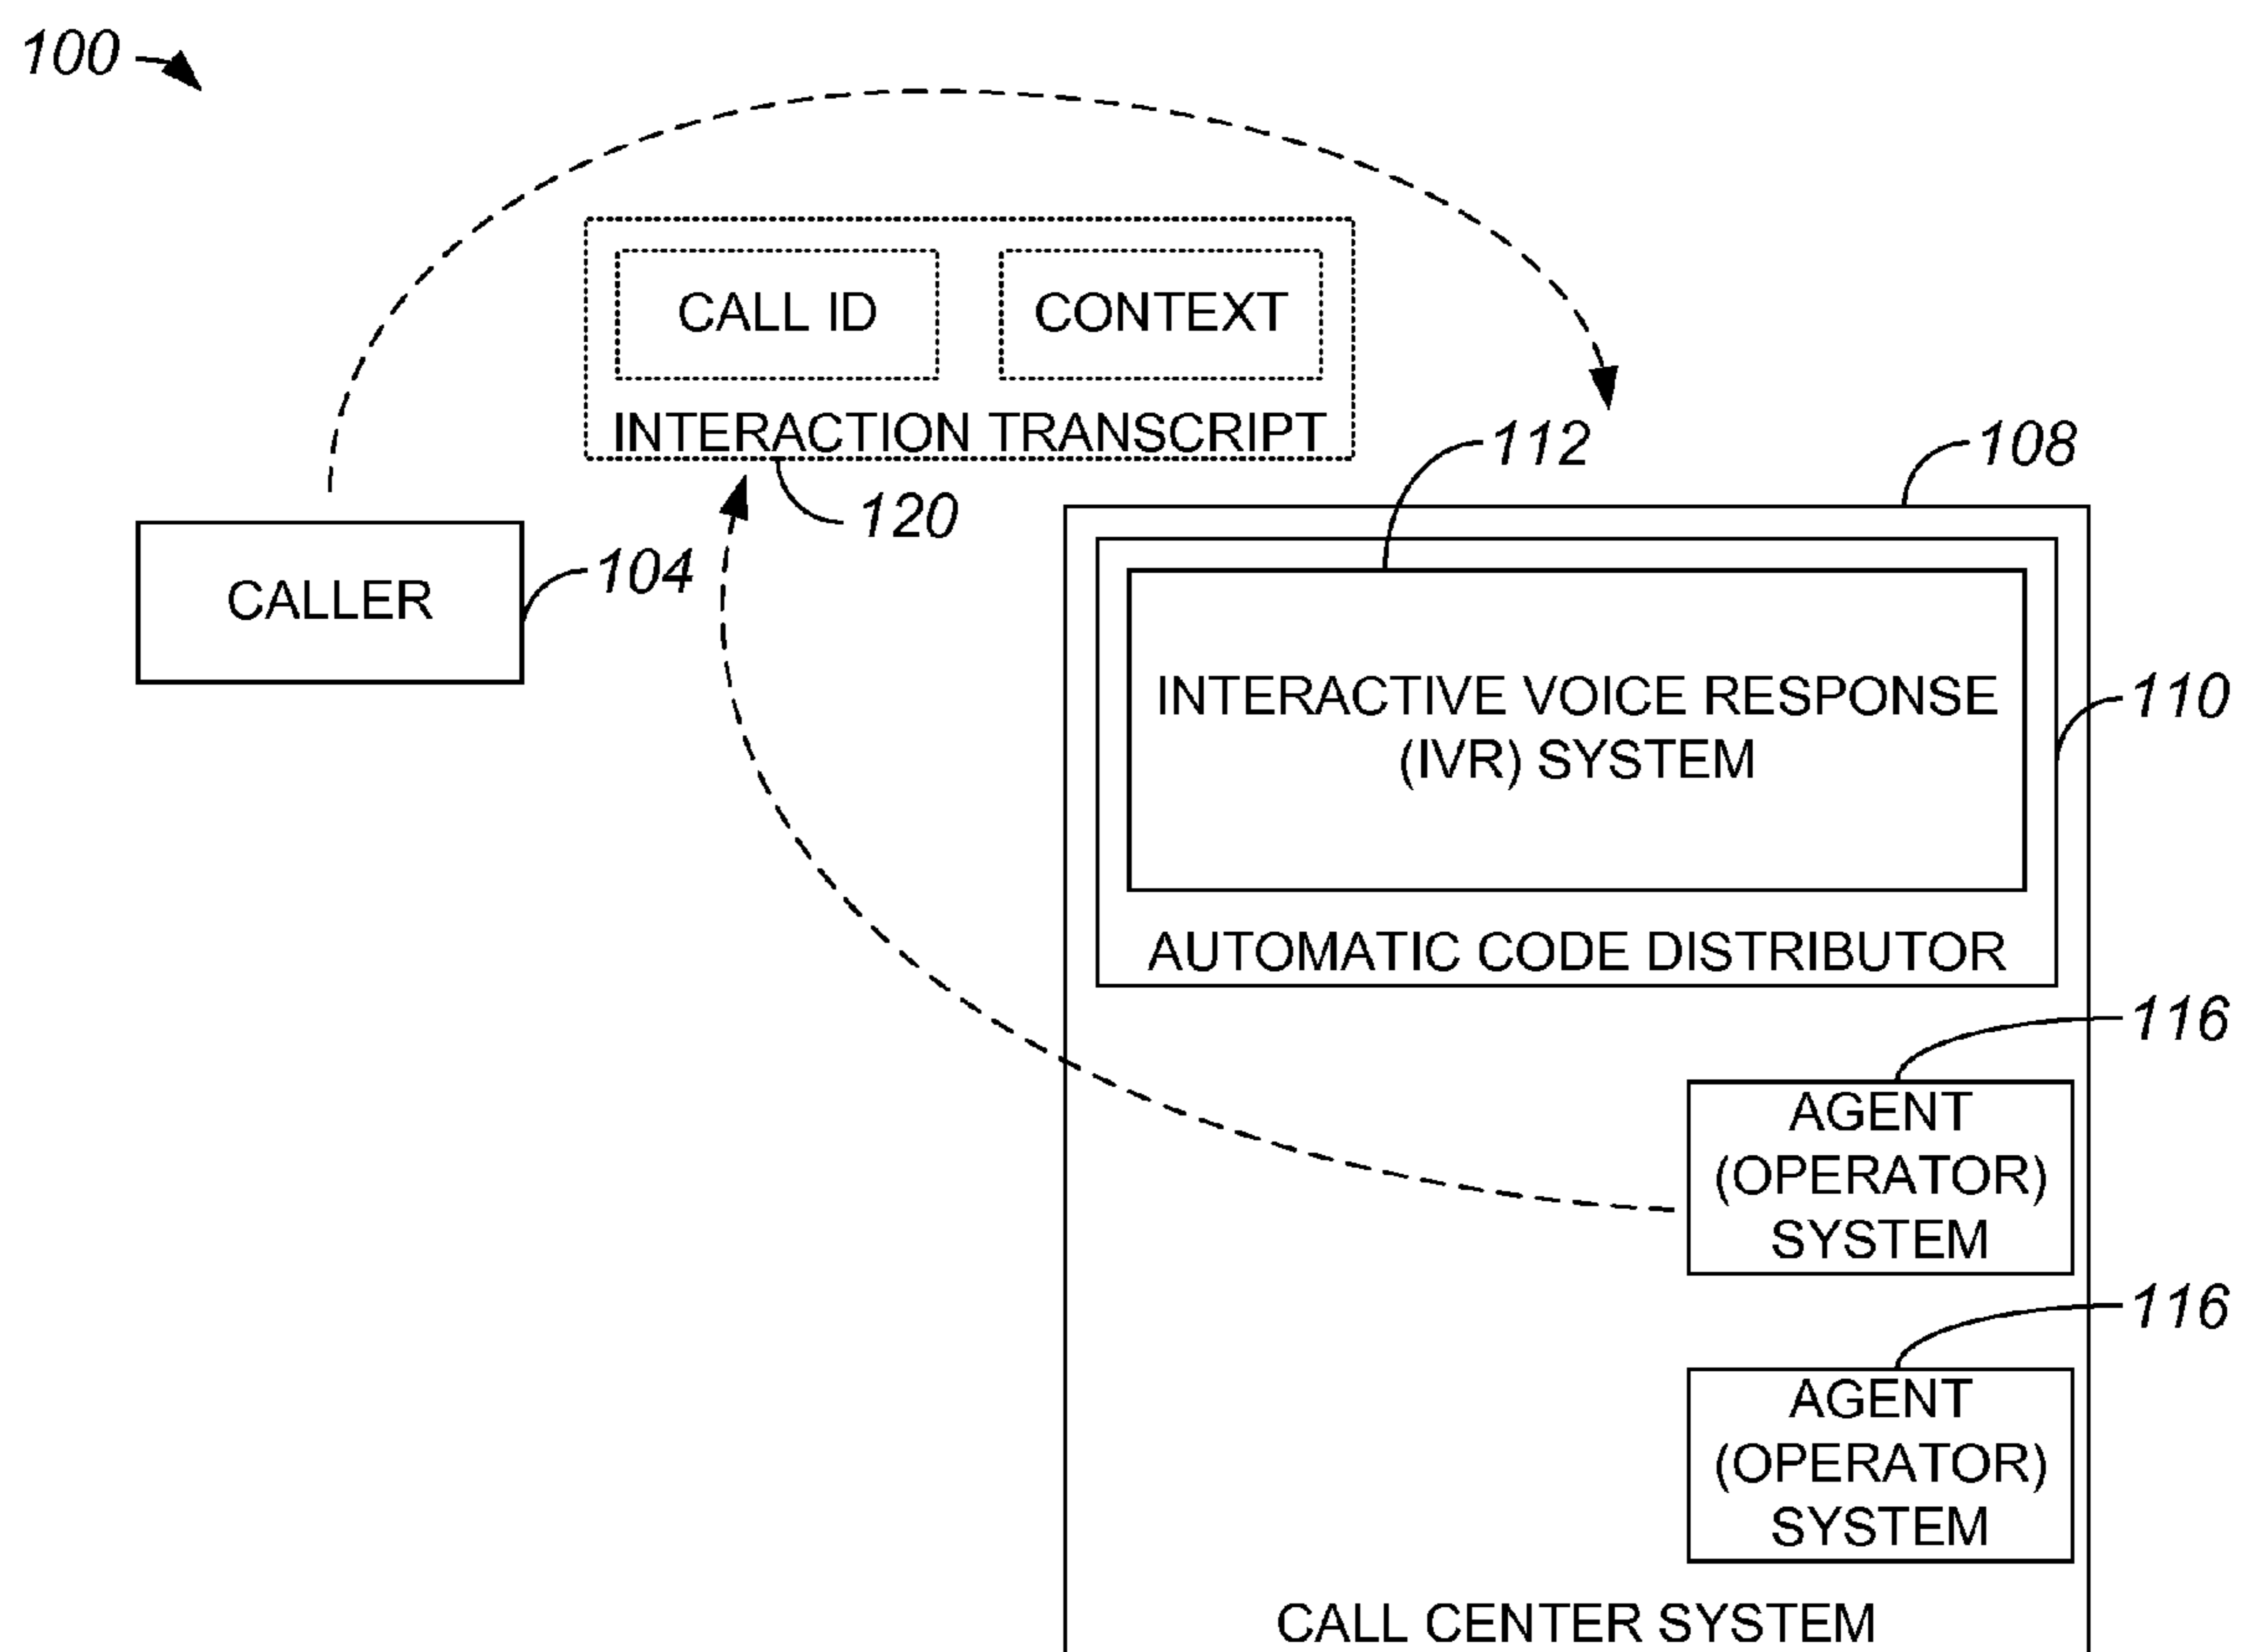 100
CALL ID
CONTEXT
INTERACTION TRANSCRIPT
112
108
120
CALLER
104
INTERACTIVE VOICE RESPONSE
(IVR) SYSTEM
110
AUTOMATIC CODE DISTRIBUTOR
116
AGENT
(OPERATOR)
SYSTEM
116
AGENT
(OPERATOR)
SYSTEM
CALL CENTER SYSTEM